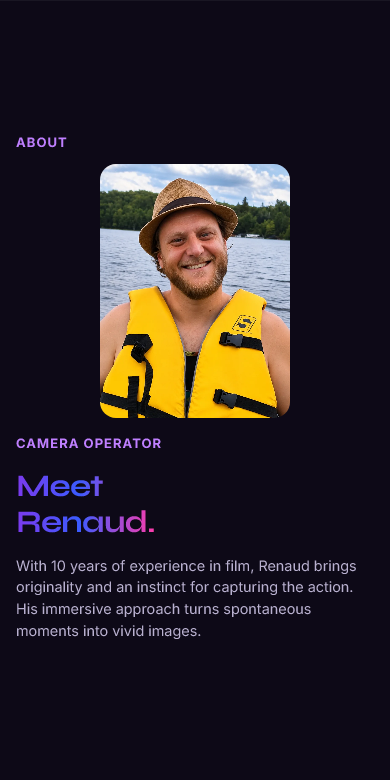 ABOUT
CAMERA OPERATOR
Meet
Renaud.
With 10 years of experience in film, Renaud brings
originality and an instinct for capturing the action.
His immersive approach turns spontaneous
moments into vivid images.